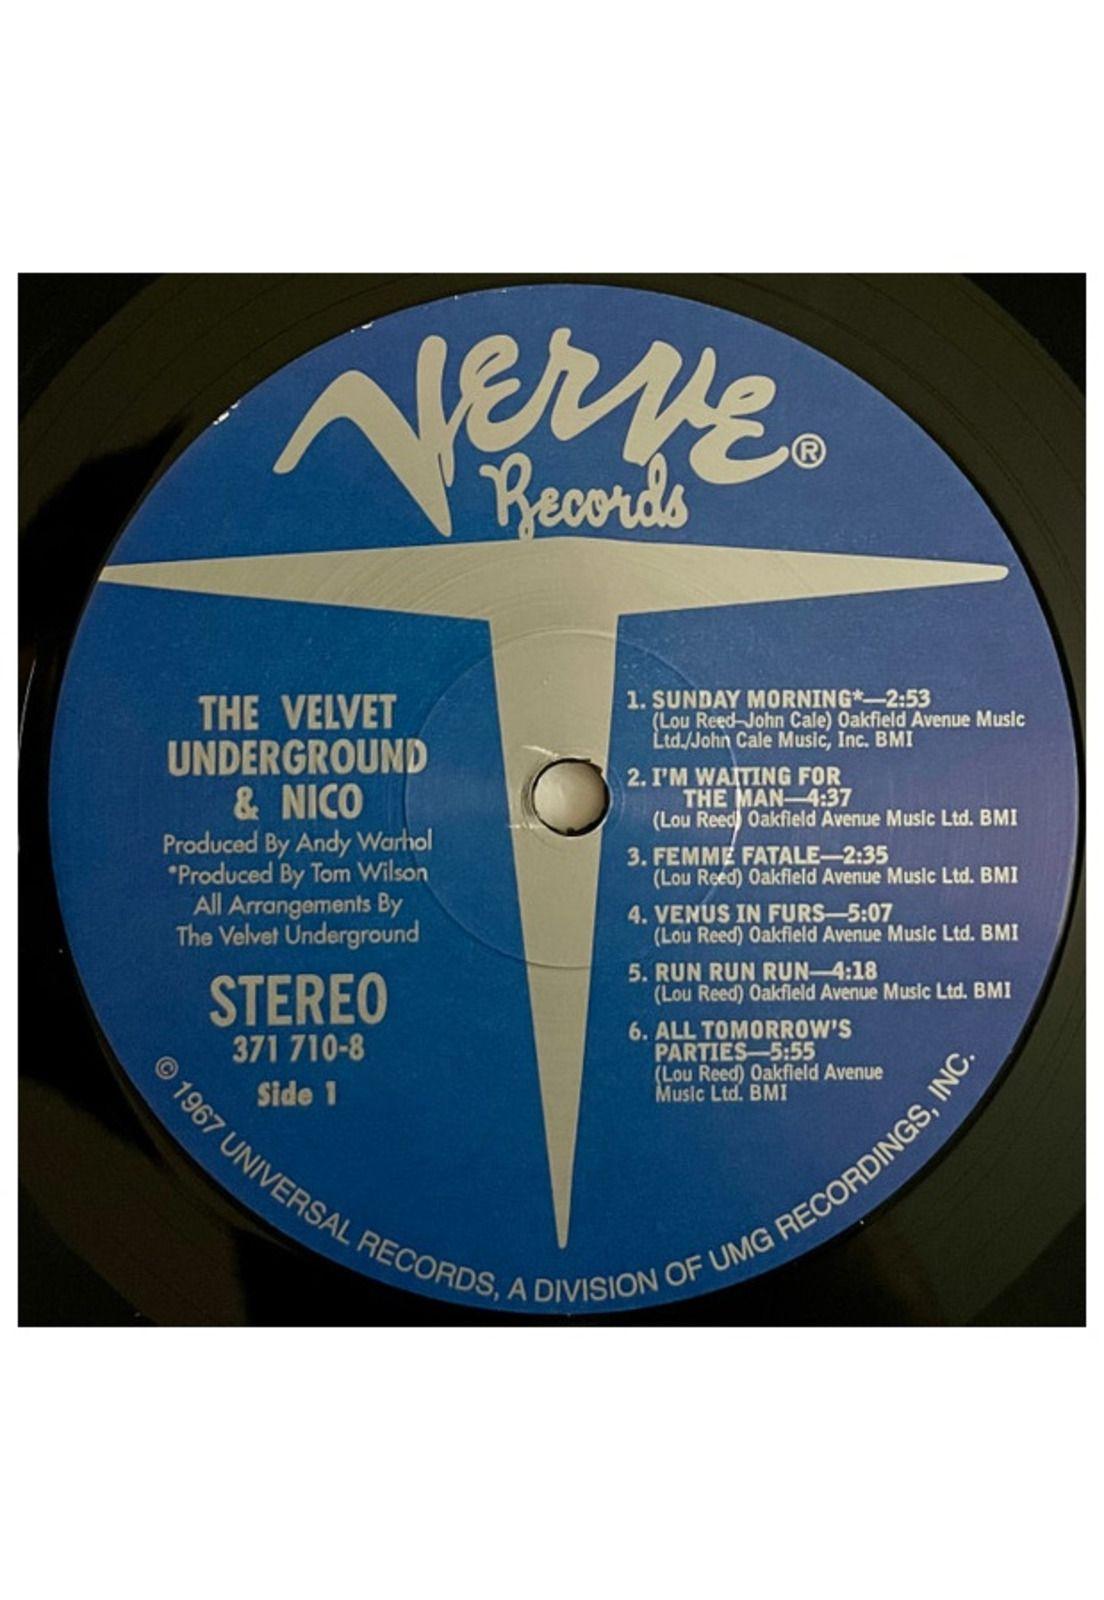 Verve®
Records
THE VELVET
UNDERGROUND
& NICO
Produced By Andy Warhol
*Produced By Tom Wilson
All Arrangements By
The Velvet Underground
STEREO
371 710-8
Side 1
1. SUNDAY MORNING*—2:53
(Lou Reed–John Cale) Oakfield Avenue Music
Ltd./John Cale Music, Inc. BMI
2. I'M WAITING FOR
THE MAN—4:37
(Lou Reed) Oakfield Avenue Music Ltd. BMI
3. FEMME FATALE—2:35
(Lou Reed) Oakfield Avenue Music Ltd. BMI
4. VENUS IN FURS—5:07
(Lou Reed) Oakfield Avenue Music Ltd. BMI
5. RUN RUN RUN—4:18
(Lou Reed) Oakfield Avenue Music Ltd. BMI
6. ALL TOMORROW'S
PARTIES—5:55
(Lou Reed) Oakfield Avenue
Music Ltd. BMI
© 1967 UNIVERSAL RECORDS, A DIVISION OF UMG RECORDINGS, INC.